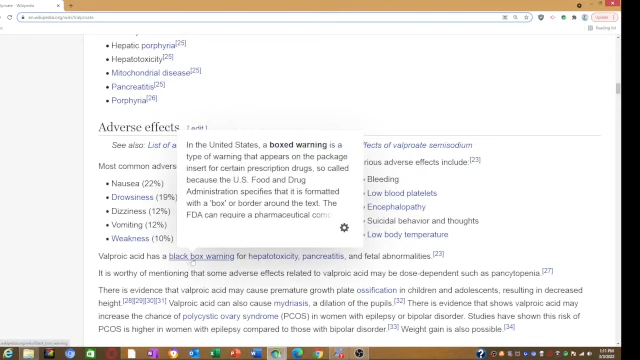 en.wikipedia.org/wiki/Valproate
Update
Reading list
• Hepatic porphyria[25]
• Hepatotoxicity[25]
• Mitochondrial disease[25]
• Pancreatitis[25]
• Porphyria[26]
Adverse effects [edit]
See also: List of a
ffects of valproate semisodium
In the United States, a boxed warning is a
type of warning that appears on the package
insert for certain prescription drugs, so called
because the U.S. Food and Drug
Administration specifies that it is formatted
with a 'box' or border around the text. The
FDA can require a pharmaceutical com
Most common adverse
rious adverse effects include:[23]
• Nausea (22%)
• Drowsiness (19%)
• Dizziness (12%)
• Vomiting (12%)
• Weakness (10%)
• Bleeding
• Low blood platelets
• Encephalopathy
• Suicidal behavior and thoughts
• Low body temperature
Valproic acid has a black box warning for hepatotoxicity, pancreatitis, and fetal abnormalities.[23]
It is worthy of mentioning that some adverse effects related to valproic acid may be dose-dependent such as pancytopenia.[27]
There is evidence that valproic acid may cause premature growth plate ossification in children and adolescents, resulting in decreased
height.[28][29][30][31] Valproic acid can also cause mydriasis, a dilation of the pupils.[32] There is evidence that shows valproic acid may
increase the chance of polycystic ovary syndrome (PCOS) in women with epilepsy or bipolar disorder. Studies have shown this risk of
PCOS is higher in women with epilepsy compared to those with bipolar disorder.[33] Weight gain is also possible.[34]